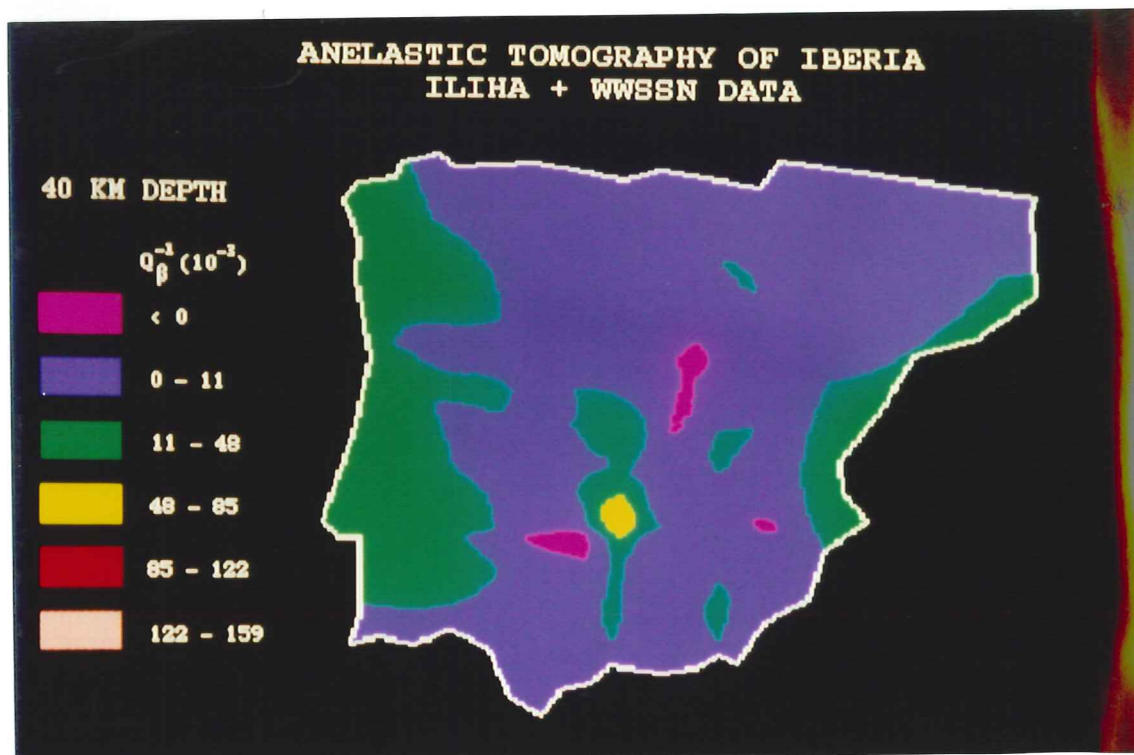 ANELASTIC TOMOGRAPHY OF IBERIA
ILIHA + WWSSN DATA
40 KM DEPTH
Q_β^-1 (10^-3)
< 0
0 - 11
11 - 48
48 - 85
85 - 122
122 - 159